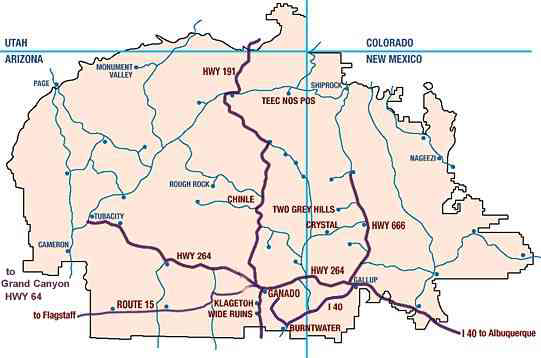 UTAH
COLORADO
ARIZONA
NEW MEXICO
MONUMENT
VALLEY
HWY 191
PAGE
SHIPROCK
TEEC NOS POS
NAGEEZI
ROUGH ROCK
CHINLE
TWO GREY HILLS
CRYSTAL
HWY 666
TUBACITY
CAMERON
HWY 264
HWY 264
to
Grand Canyon
HWY 64
GALLUP
GANADO
ROUTE 15
KLAGETOH
I 40
to Flagstaff
WIDE RUINS
BURNTWATER
I 40 to Albuquerque